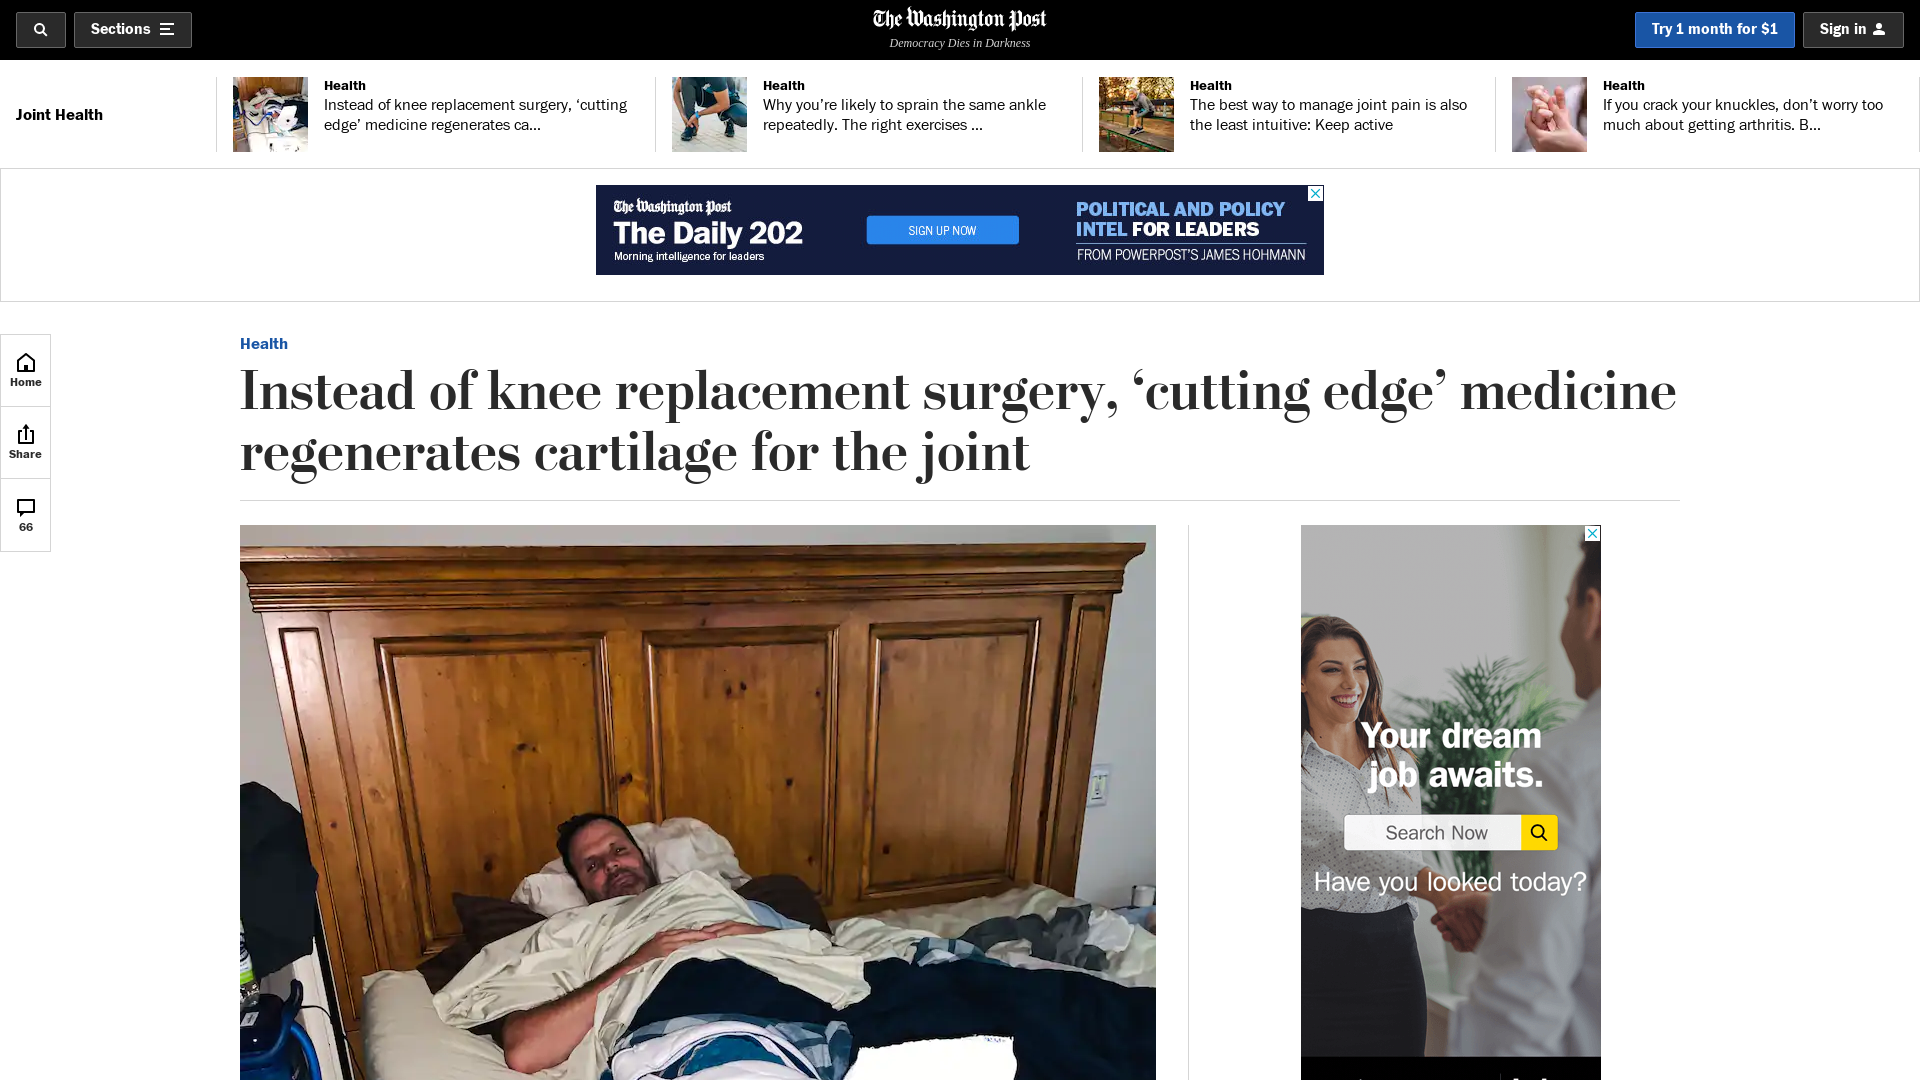 Sections
The Washington Post
Democracy Dies in Darkness
Try 1 month for $1
Sign in
Joint Health
Health
Instead of knee replacement surgery, ‘cutting
edge’ medicine regenerates ca...
Health
Why you’re likely to sprain the same ankle
repeatedly. The right exercises ...
Health
The best way to manage joint pain is also
the least intuitive: Keep active
Health
If you crack your knuckles, don’t worry too
much about getting arthritis. B...
The Washington Post
The Daily 202
Morning intelligence for leaders
SIGN UP NOW
POLITICAL AND POLICY
INTEL FOR LEADERS
FROM POWERPOST’S JAMES HOHMANN
Home
Share
66
Health
Instead of knee replacement surgery, ‘cutting edge’ medicine
regenerates cartilage for the joint
Your dream
job awaits.
Search Now
Have you looked today?